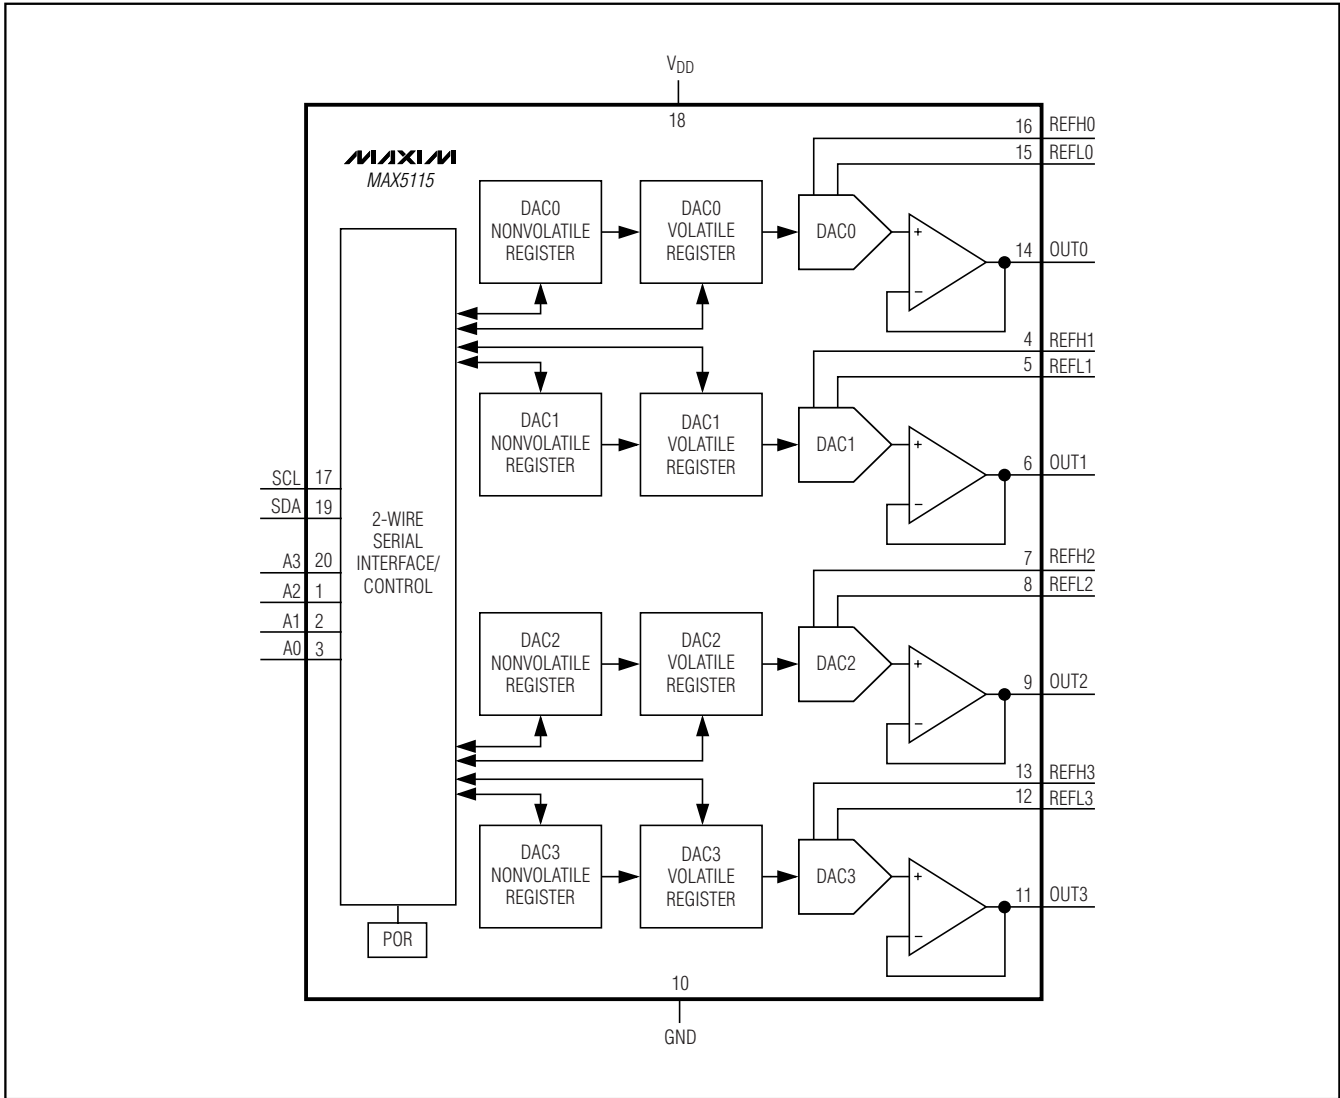 VDD
18
MAXIM
MAX5115
16 REFH0
15 REFL0
DAC0
NONVOLATILE
REGISTER
DAC0
VOLATILE
REGISTER
DAC0
+
−
14 OUT0
4 REFH1
5 REFL1
DAC1
NONVOLATILE
REGISTER
DAC1
VOLATILE
REGISTER
DAC1
+
−
6 OUT1
SCL 17
SDA 19
A3 20
A2 1
A1 2
A0 3
2-WIRE
SERIAL
INTERFACE/
CONTROL
7 REFH2
8 REFL2
DAC2
NONVOLATILE
REGISTER
DAC2
VOLATILE
REGISTER
DAC2
+
−
9 OUT2
13 REFH3
12 REFL3
DAC3
NONVOLATILE
REGISTER
DAC3
VOLATILE
REGISTER
DAC3
+
−
11 OUT3
POR
10
GND